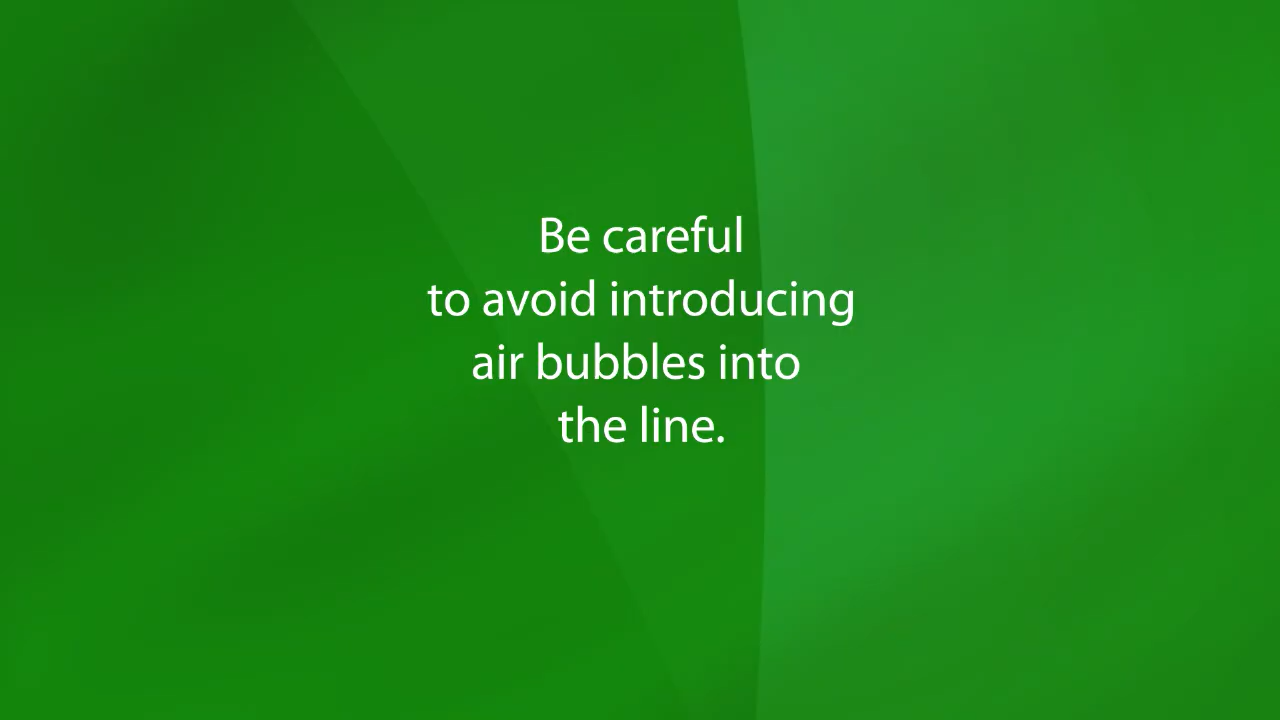 Be careful
to avoid introducing
air bubbles into
the line.